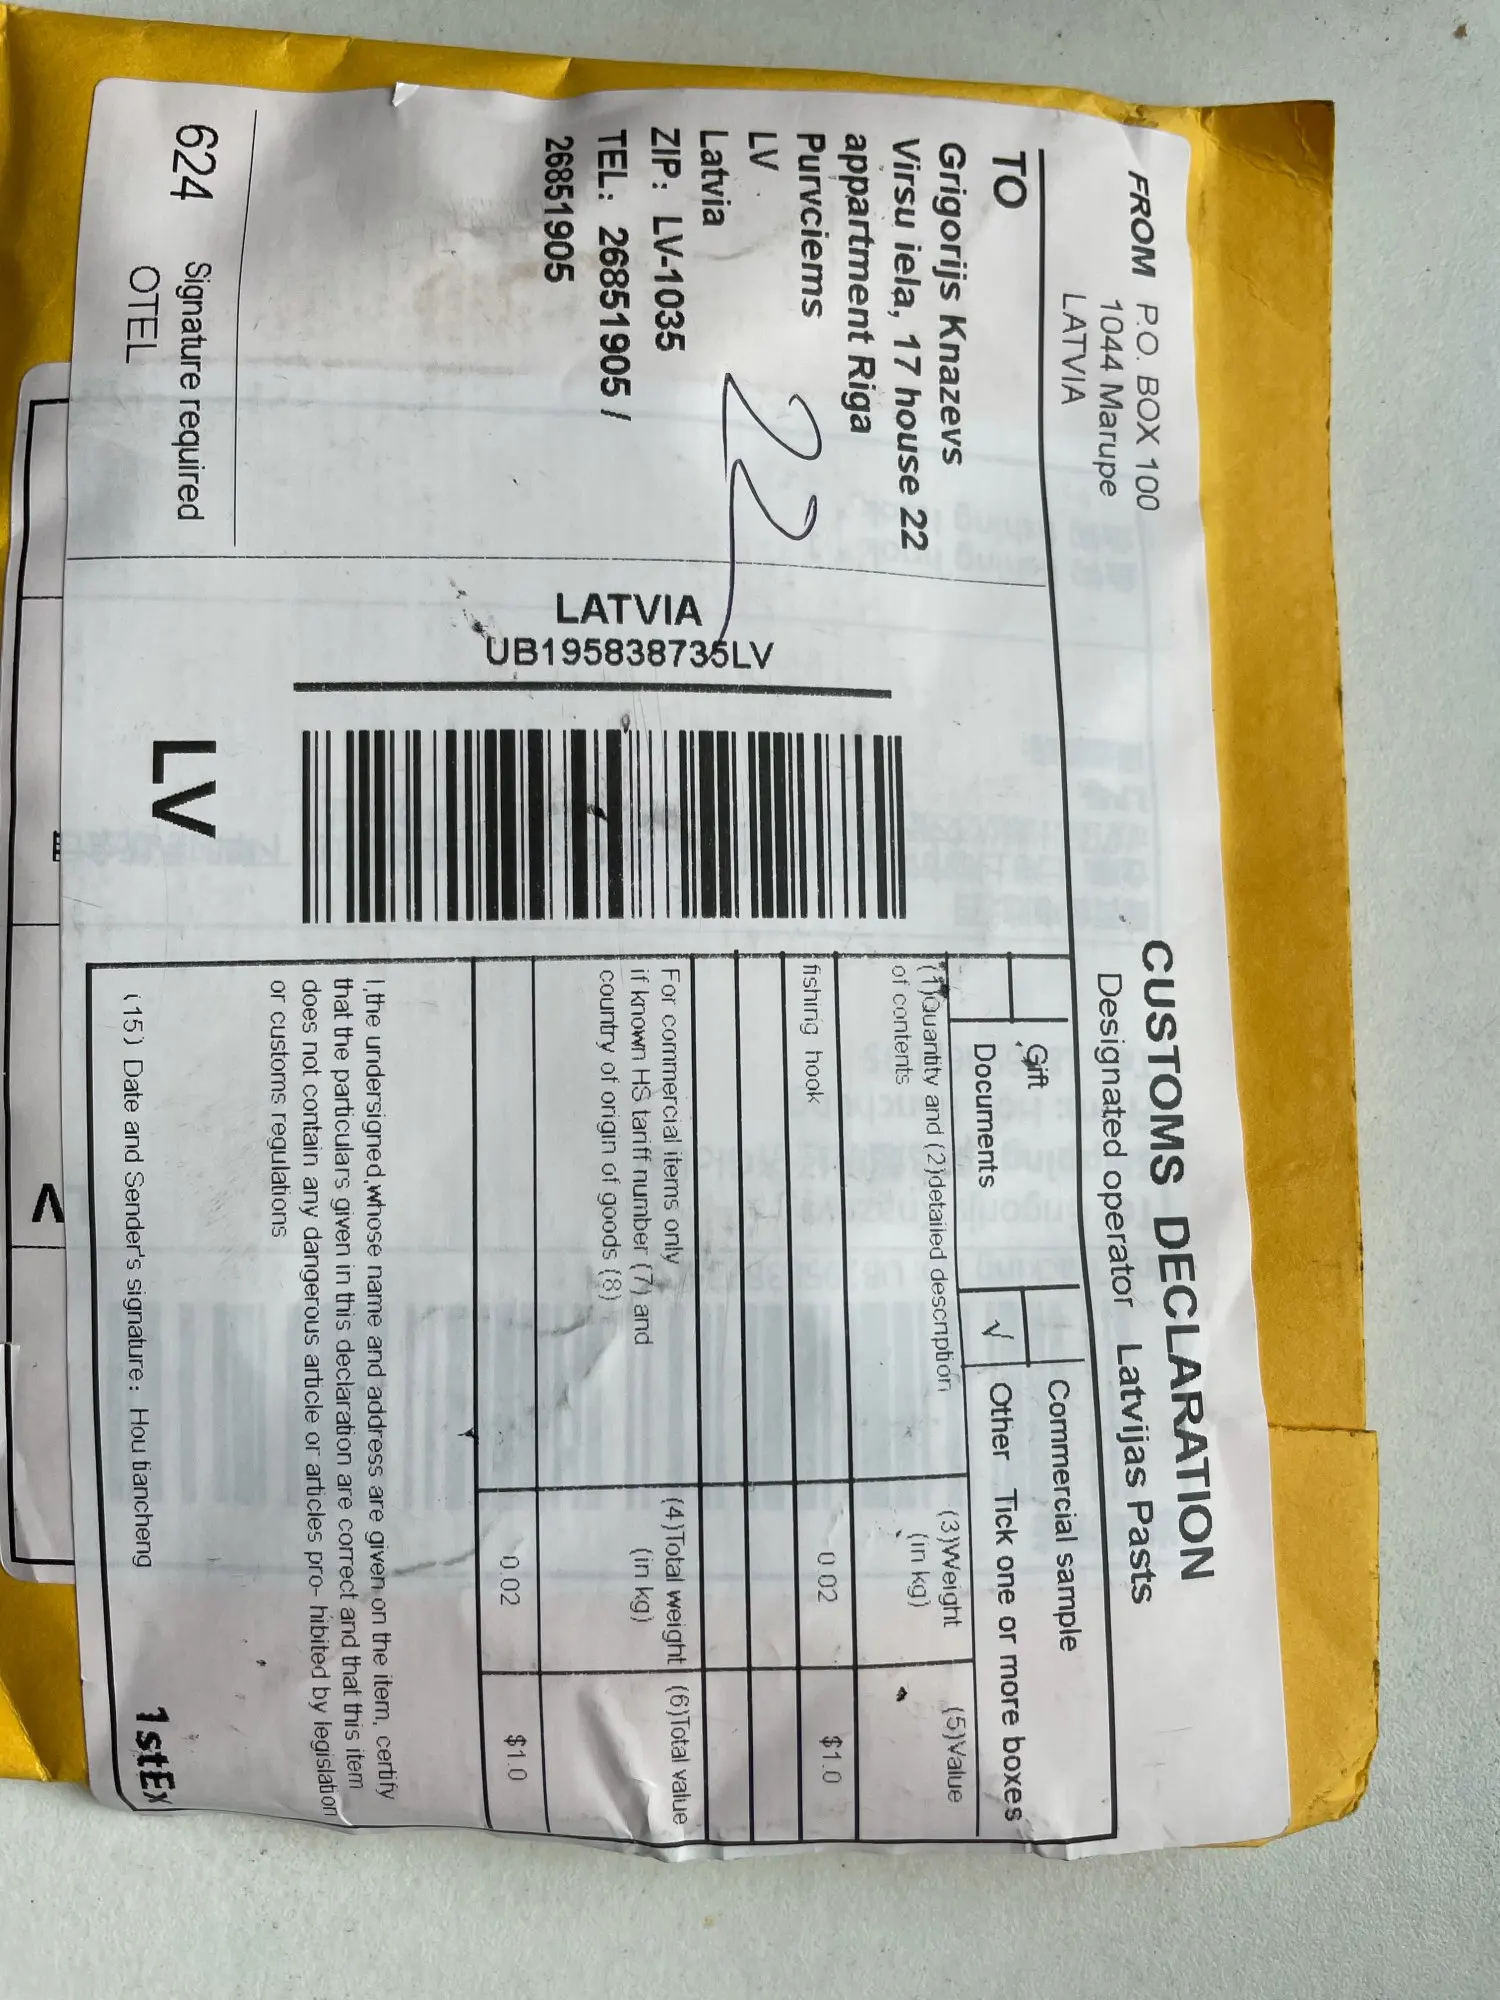 FROM P.O. BOX 100
1044 Marupe
LATVIA
CUSTOMS DECLARATION
Designated operator Latvijas Pasts
TO
Grigorijs Knazevs
Virsu iela, 17 house 22
appartment Riga
Purvciems
LV
Latvia
ZIP: LV-1035
TEL: 26851905 /
26851905
22
624 Signature required
OTEL
LATVIA
UB195838735LV
LV
Gift
Commercial sample
Documents
√ Other Tick one or more boxes
(1)Quantity and (2)detailed description
of contents
(3)Weight
(in kg)
(5)Value
fishing hook
0.02
$1.0
For commercial items only
if known HS tariff number (7) and
country of origin of goods (8)
(4)Total weight
(in kg)
(6)Total value
0.02
$1.0
I,the undersigned,whose name and address are given on the item, certify
that the particulars given in this declaration are correct and that this item
does not contain any dangerous article or articles pro- hibited by legislation
or customs regulations
(15) Date and Sender's signature: Hou tiancheng
1stEx